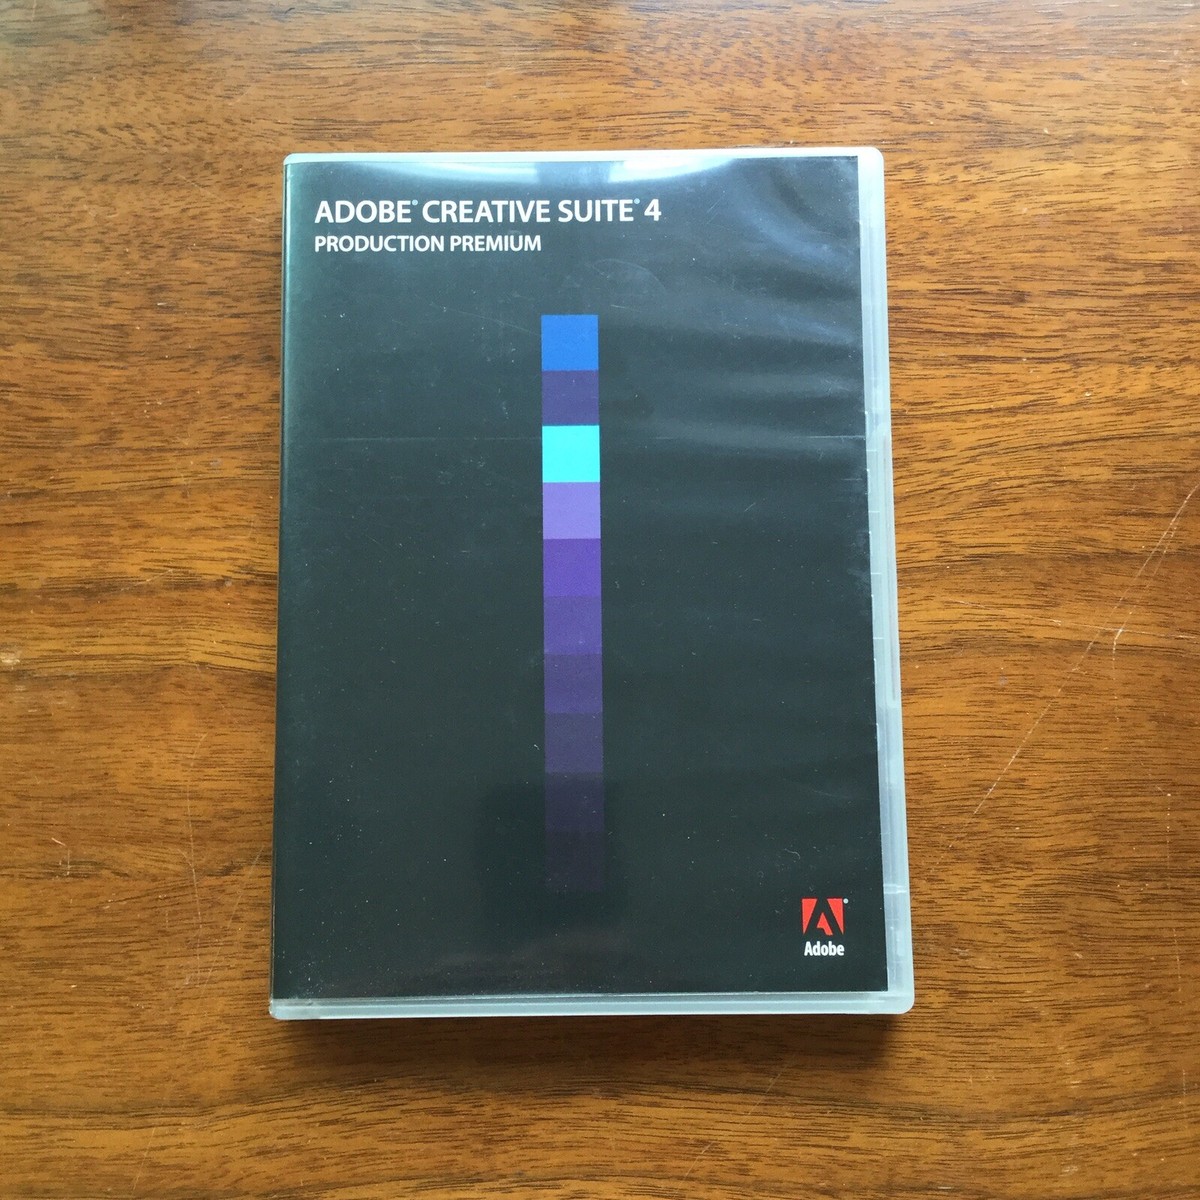 ADOBE® CREATIVE SUITE® 4
PRODUCTION PREMIUM
Adobe